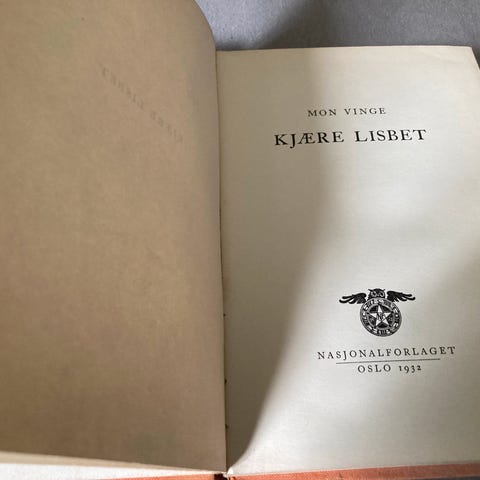 MON VINGE
KJÆRE LISBET
NASJONALFORLAGET
OSLO 1932